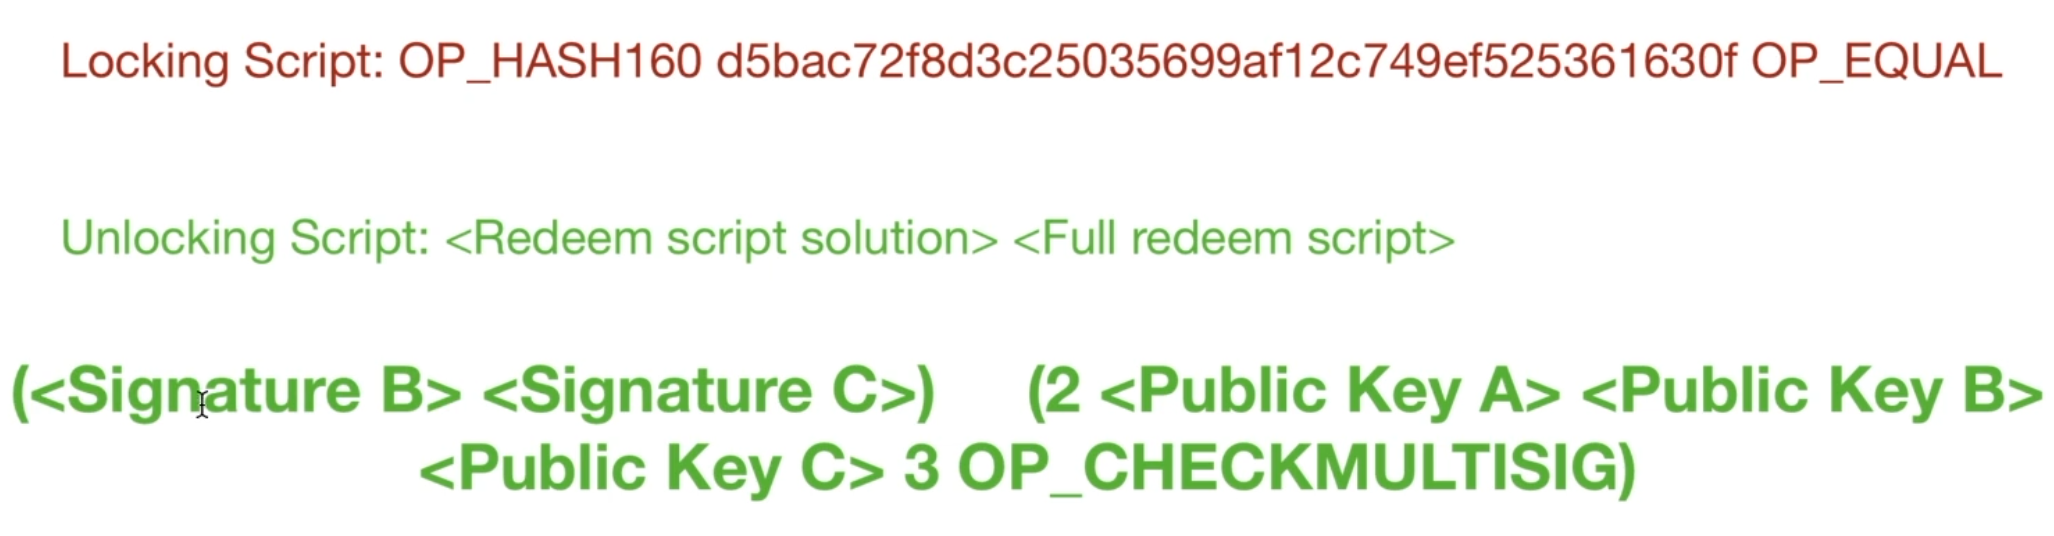 Locking Script: OP_HASH160 d5bac72f8d3c25035699af12c749ef525361630f OP_EQUAL
Unlocking Script: <Redeem script solution> <Full redeem script>
(<Signature B> <Signature C>) (2 <Public Key A> <Public Key B>
<Public Key C> 3 OP_CHECKMULTISIG)